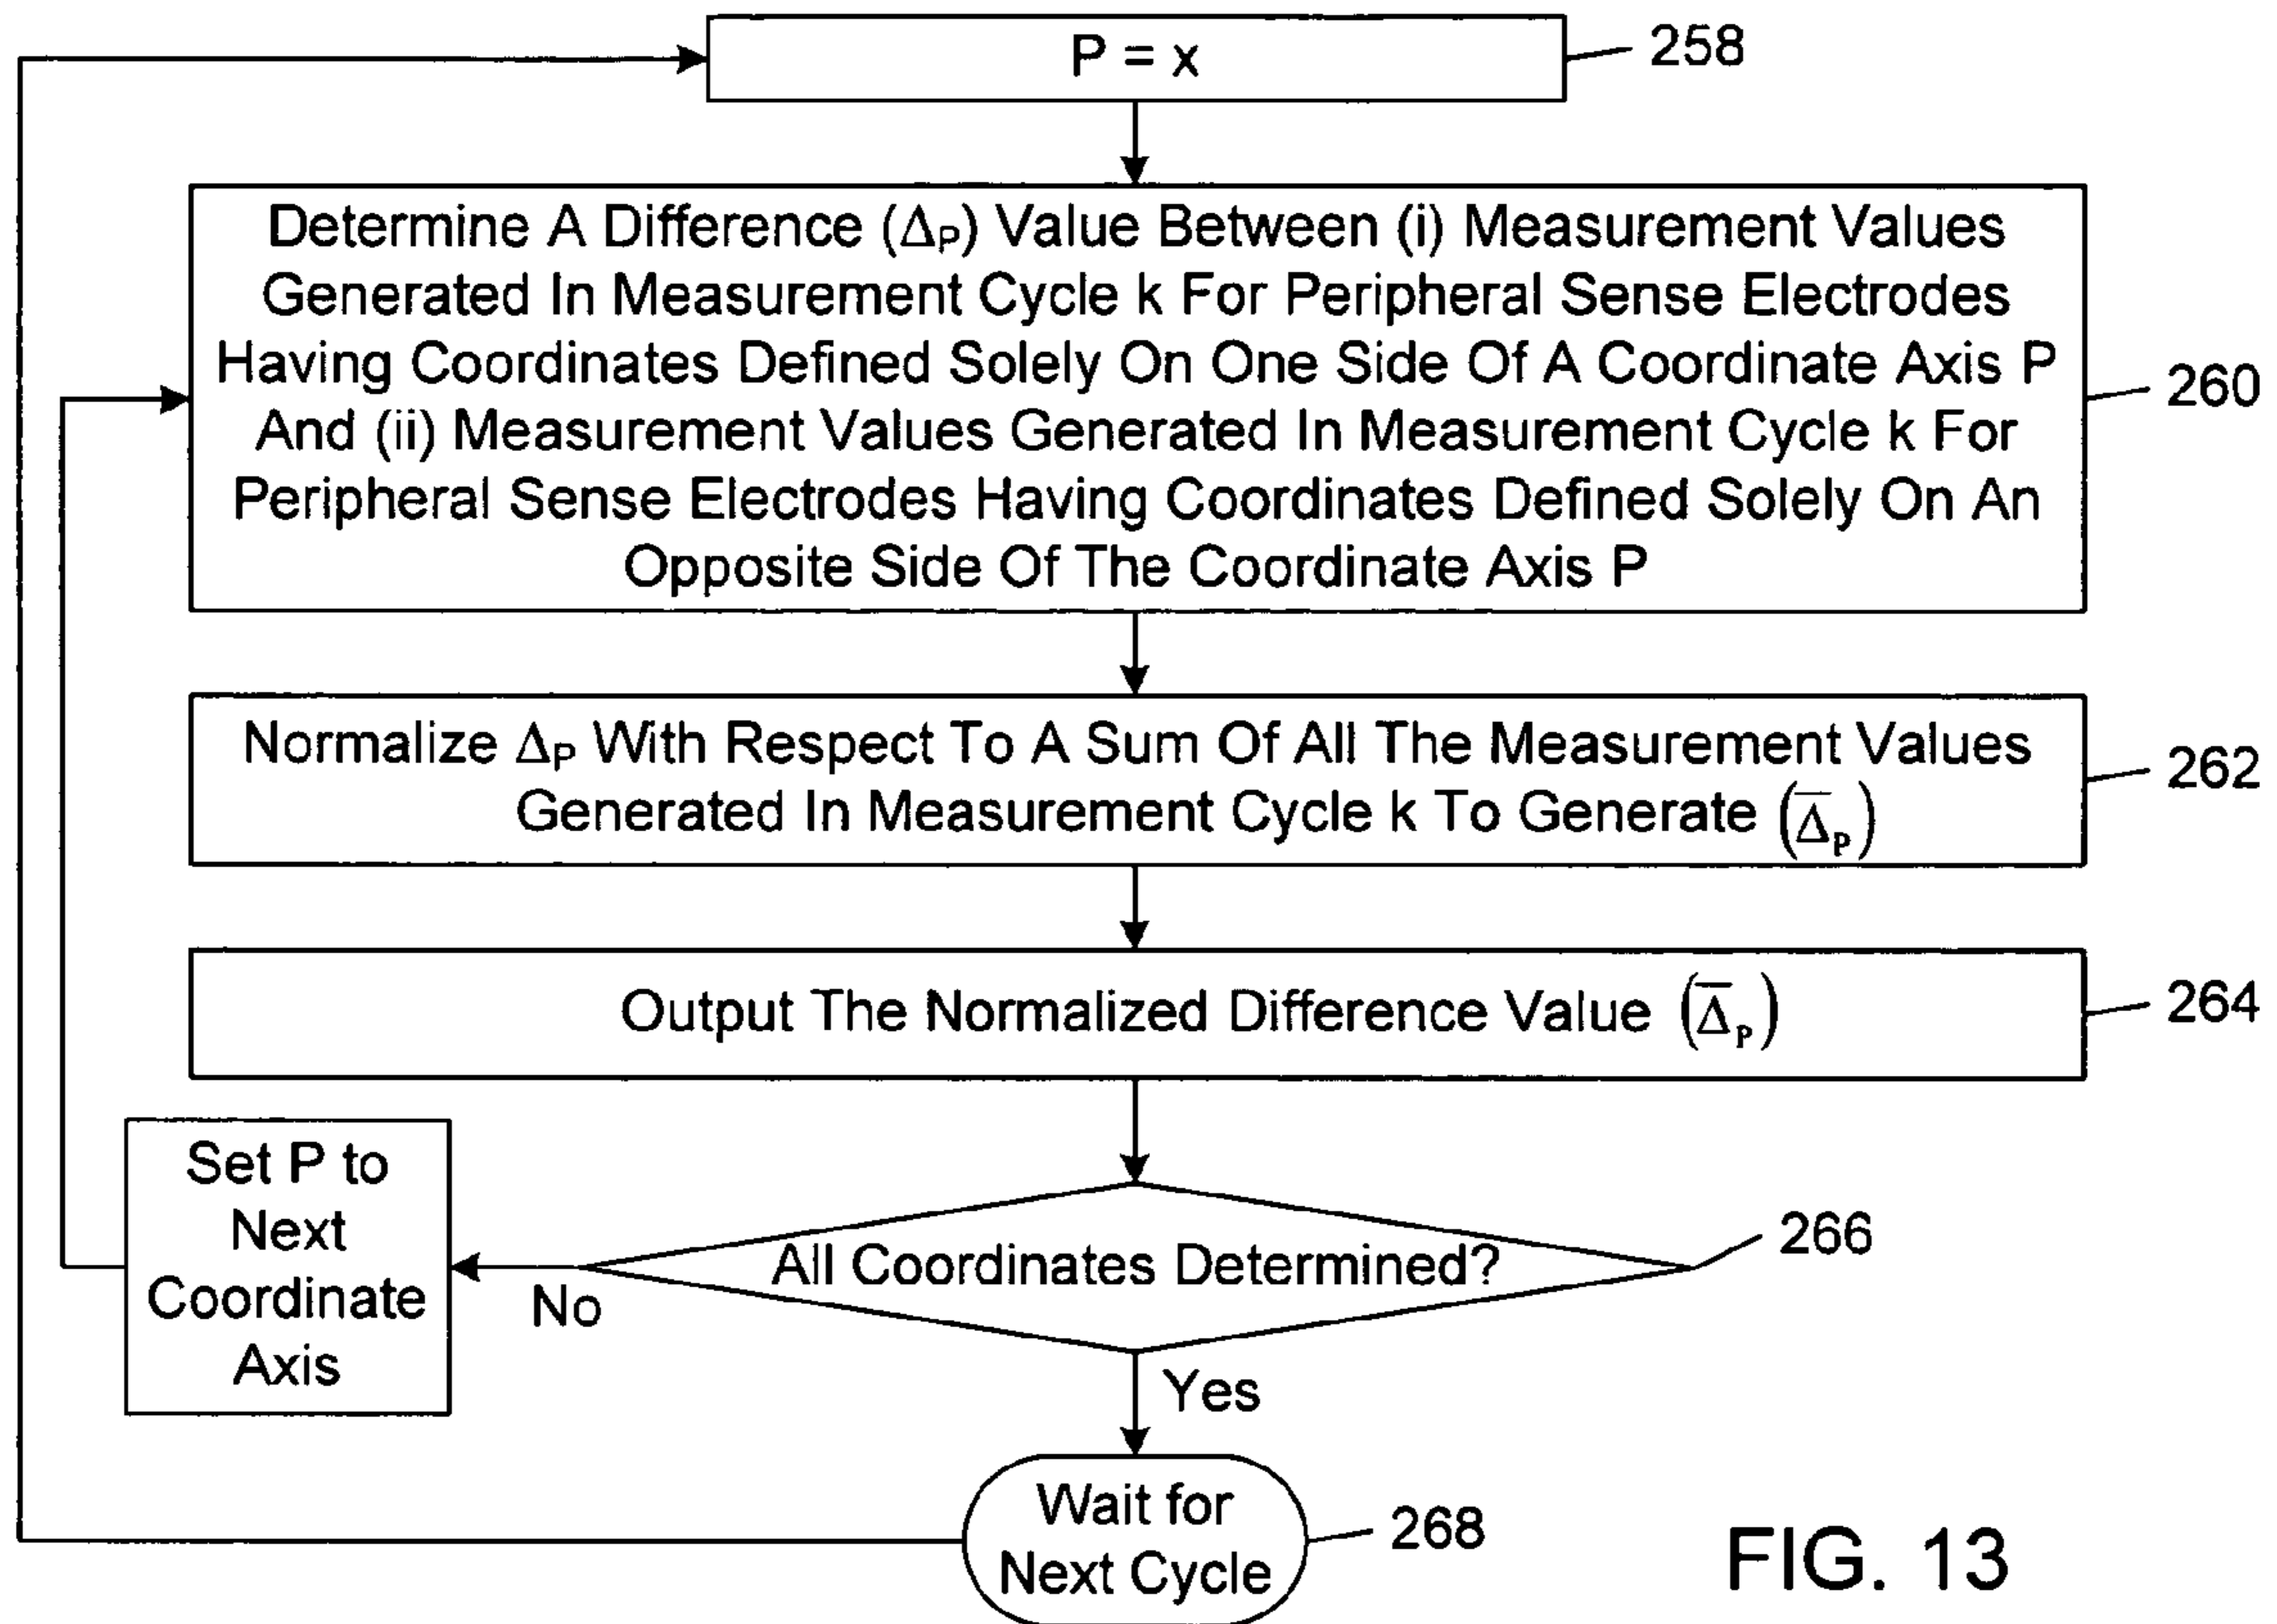 P = x
258
Determine A Difference (ΔP) Value Between (i) Measurement Values
Generated In Measurement Cycle k For Peripheral Sense Electrodes
Having Coordinates Defined Solely On One Side Of A Coordinate Axis P
And (ii) Measurement Values Generated In Measurement Cycle k For
Peripheral Sense Electrodes Having Coordinates Defined Solely On An
Opposite Side Of The Coordinate Axis P
260
Normalize ΔP With Respect To A Sum Of All The Measurement Values
Generated In Measurement Cycle k To Generate (Δ̅P)
262
Output The Normalized Difference Value (Δ̅P)
264
Set P to
Next
Coordinate
Axis
All Coordinates Determined?
266
No
Yes
Wait for
Next Cycle
268
FIG. 13